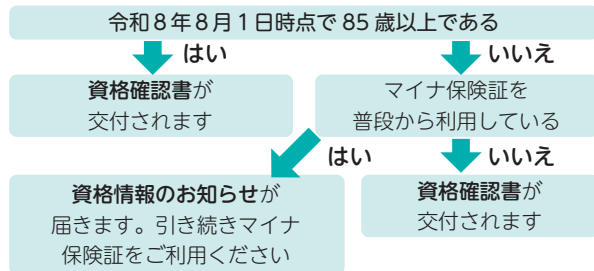 令和８年８月１日時点で 85 歳以上である
はい
いいえ
資格確認書が
交付されます
マイナ保険証を
普段から利用している
はい
いいえ
資格情報のお知らせが
届きます。引き続きマイナ
保険証をご利用ください
資格確認書が
交付されます